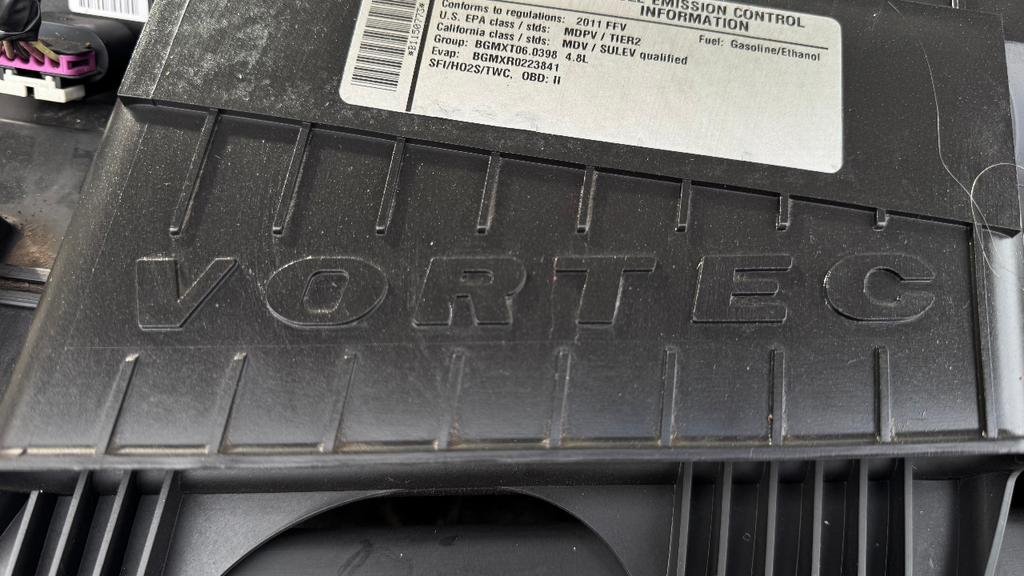 EMISSION CONTROL
INFORMATION
Conforms to regulations: 2011 FFV
U.S. EPA class / stds: MDPV / TIER2
Fuel: Gasoline/Ethanol
California class / stds: MDV / SULEV qualified
Group: BGMXT06.0396 4.8L
Evap: BGMXR0223841
SFI/HO2S/TWC, OBD: II
VORTEC